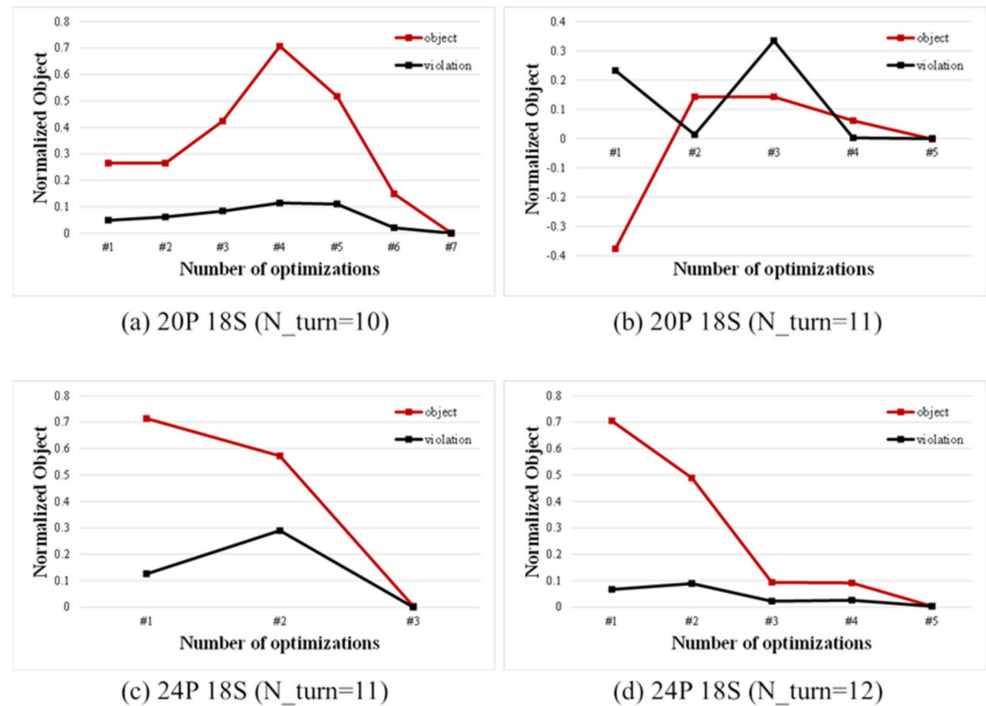 0.8
0.7
0.6
0.5
0.4
0.3
0.2
0.1
0
Normalized Object
object
violation
#1 #2 #3 #4 #5 #6 #7
Number of optimizations
(a) 20P 18S (N_turn=10)
0.4
0.3
0.2
0.1
0
-0.1
-0.2
-0.3
-0.4
Normalized Object
object
violation
#1 #2 #3 #4 #5
Number of optimizations
(b) 20P 18S (N_turn=11)
0.8
0.7
0.6
0.5
0.4
0.3
0.2
0.1
0
Normalized Object
object
violation
#1 #2 #3
Number of optimizations
(c) 24P 18S (N_turn=11)
0.8
0.7
0.6
0.5
0.4
0.3
0.2
0.1
0
Normalized Object
object
violation
#1 #2 #3 #4 #5
Number of optimizations
(d) 24P 18S (N_turn=12)